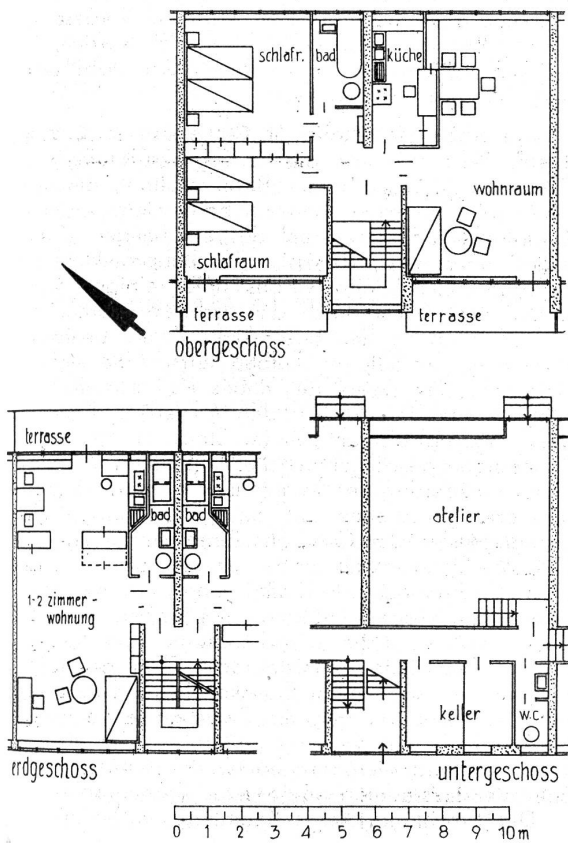 schlafr. bad küche
wohnraum
schlafraum
terrasse terrasse
obergeschoss
terrasse
bad bad
1-2 zimmer-
wohnung
erdgeschoss
atelier
keller W.C.
untergeschoss
0 1 2 3 4 5 6 7 8 9 10 m